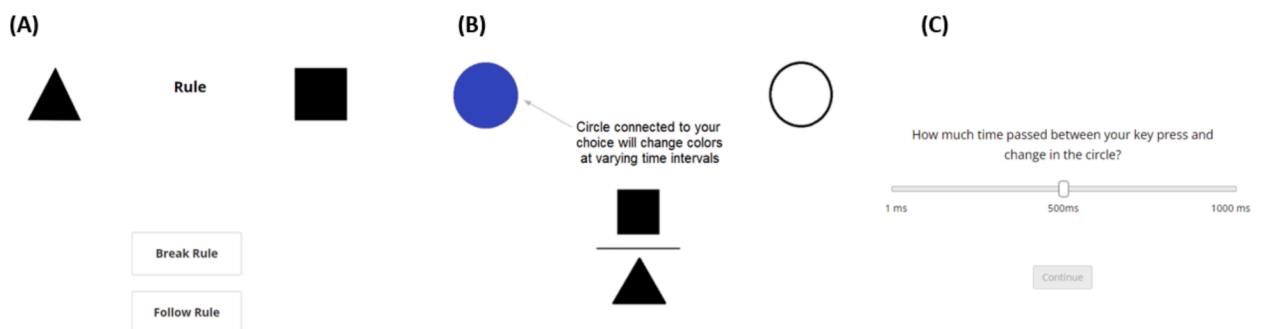 (A)
Rule
Break Rule
Follow Rule
(B)
Circle connected to your
choice will change colors
at varying time intervals
(C)
How much time passed between your key press and
change in the circle?
1 ms
500ms
1000 ms
Continue